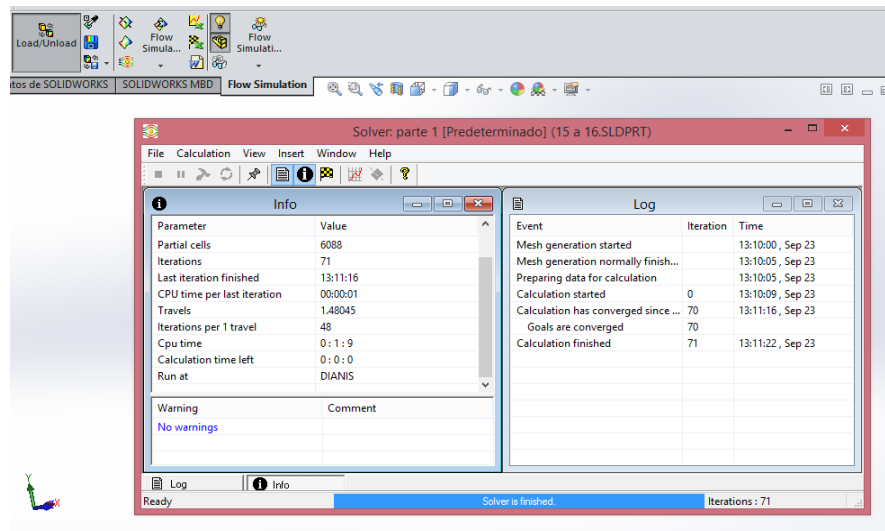 Load/Unload
Flow
Simula...
Flow
Simulati...
tos de SOLIDWORKS
SOLIDWORKS MBD
Flow Simulation
Solver: parte 1 [Predeterminado] (15 a 16.SLDPRT)
File Calculation View Insert Window Help
Info
Parameter Value
Partial cells 6088
Iterations 71
Last iteration finished 13:11:16
CPU time per last iteration 00:00:01
Travels 1.48045
Iterations per 1 travel 48
Cpu time 0 : 1 : 9
Calculation time left 0 : 0 : 0
Run at DIANIS
Warning Comment
No warnings
Log
Event Iteration Time
Mesh generation started 13:10:00 , Sep 23
Mesh generation normally finish... 13:10:05 , Sep 23
Preparing data for calculation 13:10:05 , Sep 23
Calculation started 0 13:10:09 , Sep 23
Calculation has converged since ... 70 13:11:16 , Sep 23
Goals are converged 70
Calculation finished 71 13:11:22 , Sep 23
Log
Info
Ready
Solver is finished.
Iterations : 71
Y
X